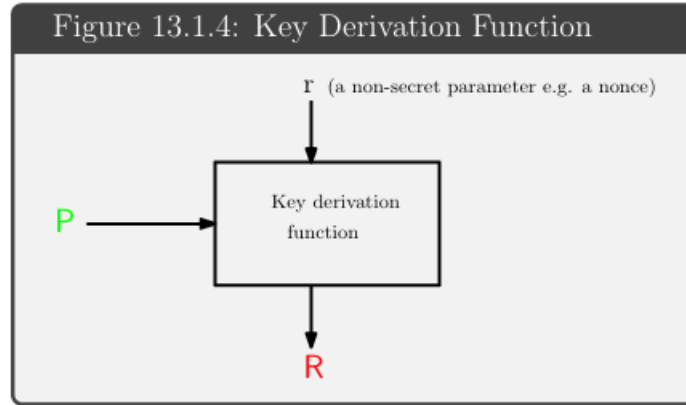 Figure 13.1.4: Key Derivation Function
r (a non-secret parameter e.g. a nonce)
Key derivation
P
function
R